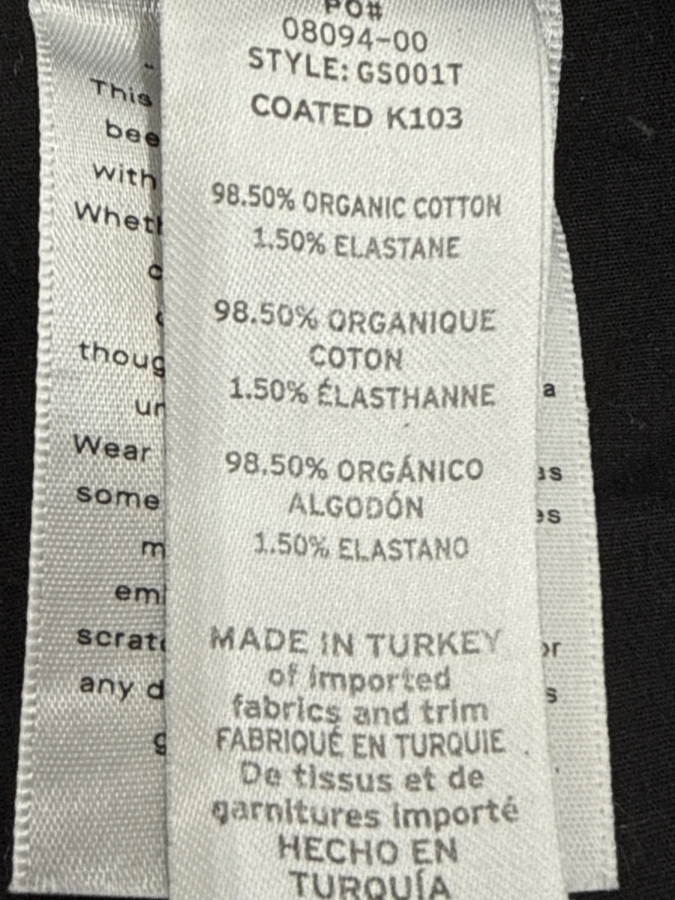 PO#
08094-00
STYLE: GS001T
COATED K103
98.50% ORGANIC COTTON
1.50% ELASTANE
98.50% ORGANIQUE
COTON
1.50% ÉLASTHANNE
98.50% ORGÁNICO
ALGODÓN
1.50% ELASTANO
MADE IN TURKEY
of imported
fabrics and trim
FABRIQUÉ EN TURQUIE
De tissus et de
garnitures importé
HECHO EN
TURQUÍA
This
with
Wear
some
any